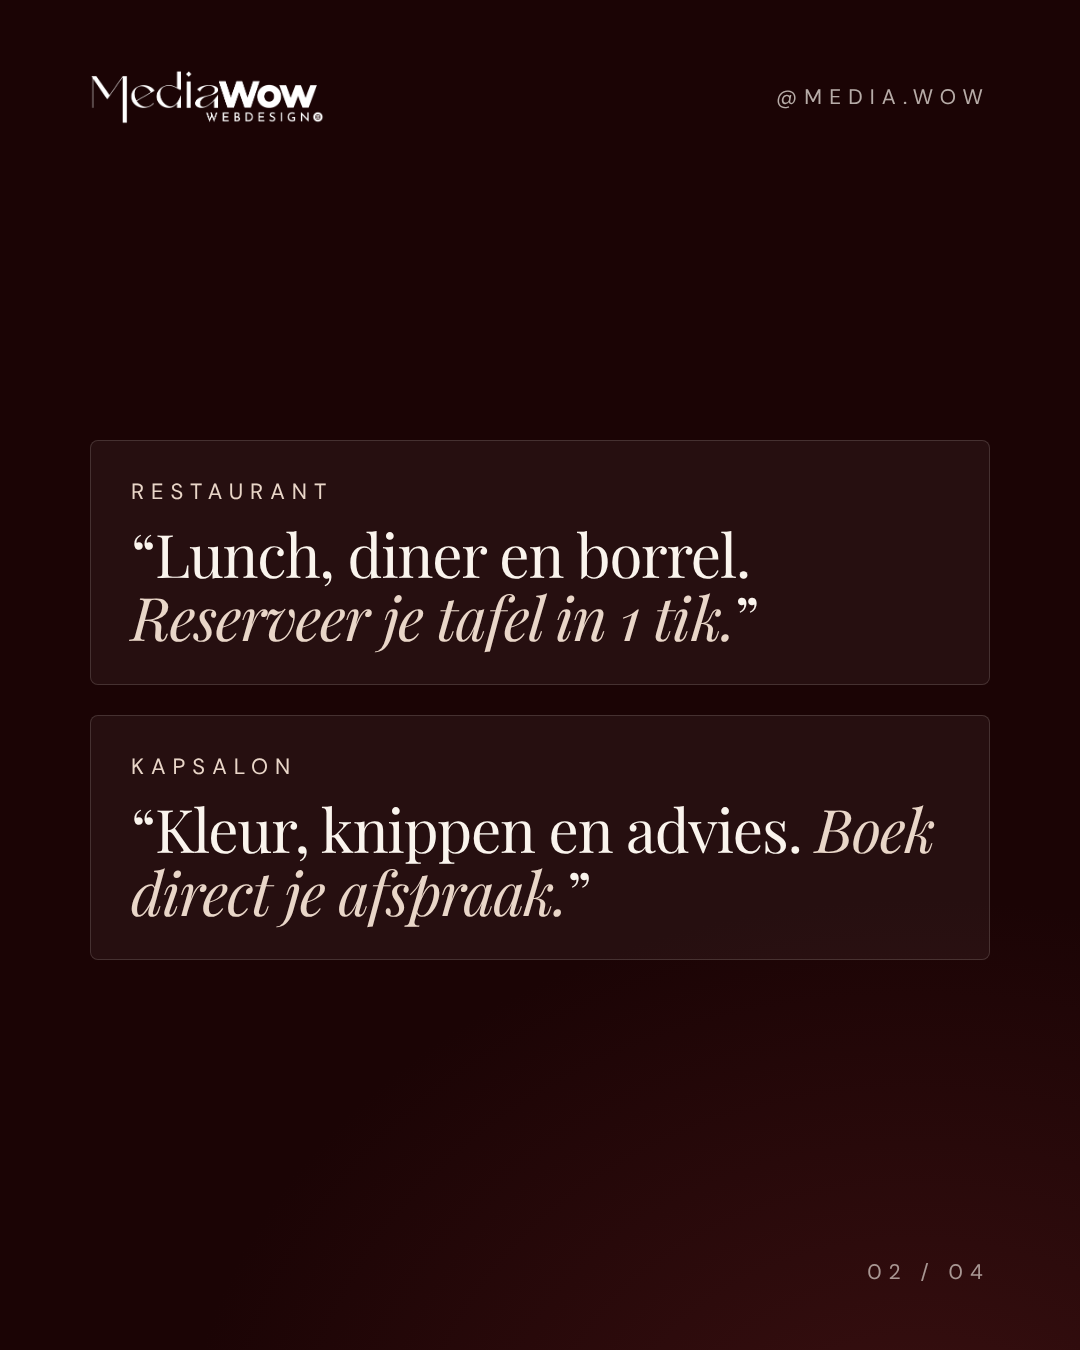 MediaWow
WEBDESIGN
@MEDIA.WOW
RESTAURANT
“Lunch, diner en borrel.
Reserveer je tafel in 1 tik.”
KAPSALON
“Kleur, knippen en advies. Boek
direct je afspraak.”
02 / 04